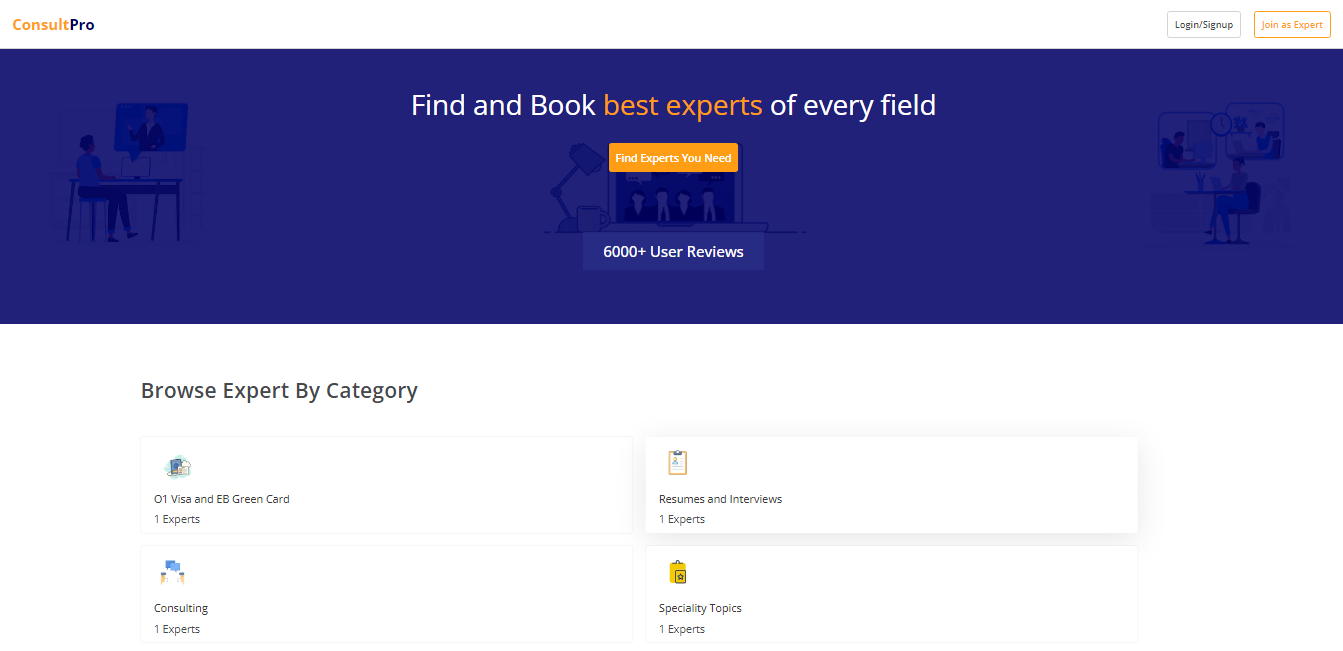 ConsultPro
Login/Signup
Join as Expert
Find and Book best experts of every field
Find Experts You Need
6000+ User Reviews
Browse Expert By Category
O1 Visa and EB Green Card
1 Experts
Resumes and Interviews
1 Experts
Consulting
1 Experts
Speciality Topics
1 Experts